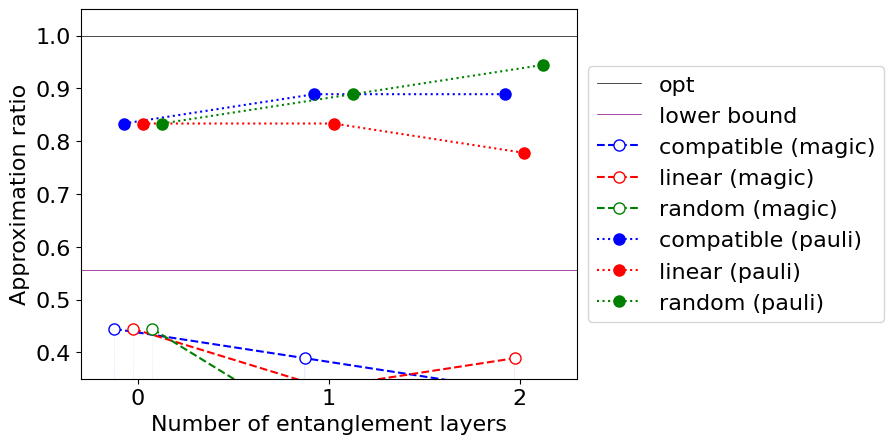 1.0
0.9
0.8
0.7
0.6
0.5
0.4
Approximation ratio
0
1
2
Number of entanglement layers
opt
lower bound
compatible (magic)
linear (magic)
random (magic)
compatible (pauli)
linear (pauli)
random (pauli)